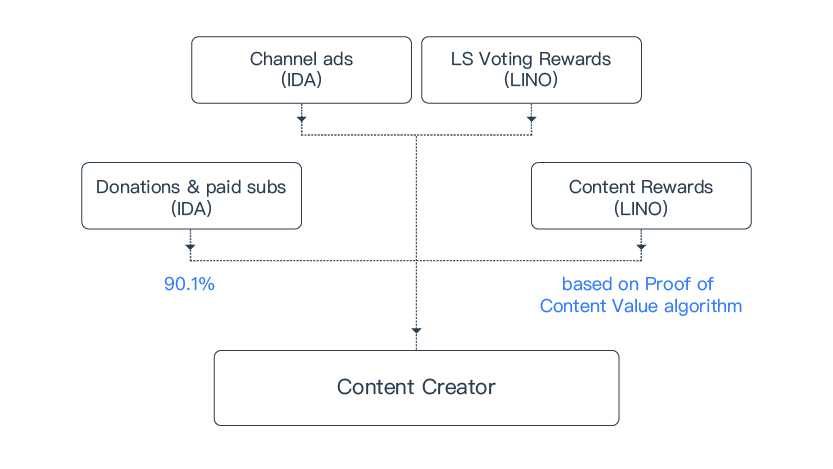 Channel ads
(IDA)
LS Voting Rewards
(LINO)
Donations & paid subs
(IDA)
Content Rewards
(LINO)
90.1%
based on Proof of
Content Value algorithm
Content Creator